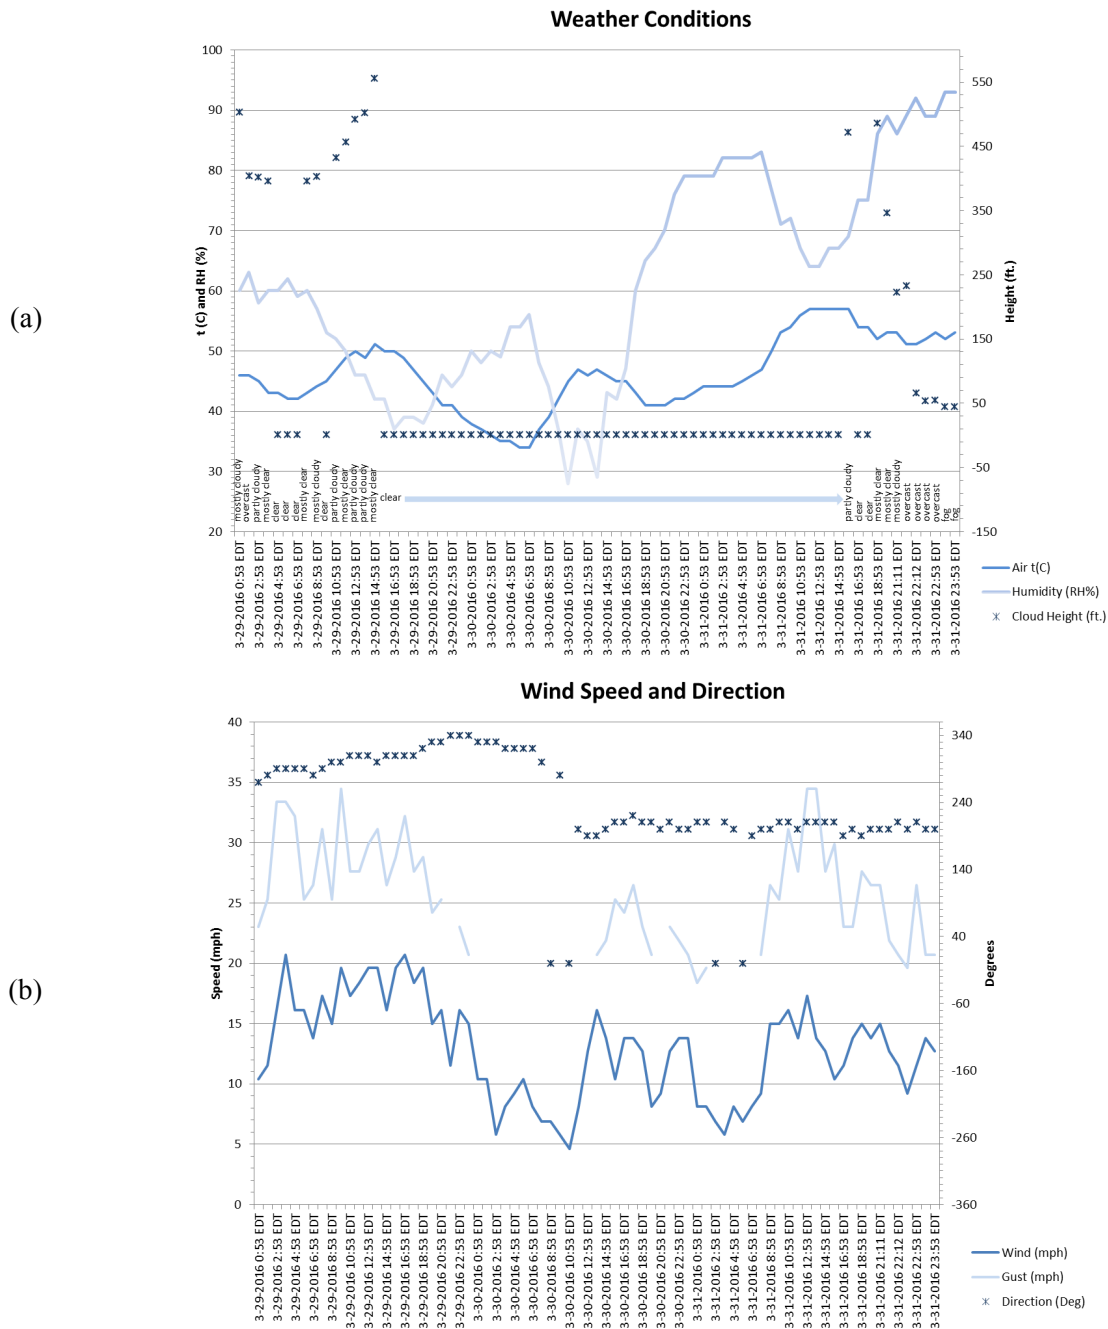 Weather Conditions
(a)
t (C) and RH (%)
100
90
80
70
60
50
40
30
20
550
450
350
250
150
50
-50
-150
Height (ft.)
mostly cloudy
overcast
partly cloudy
mostly clear
clear
clear
clear
mostly clear
mostly cloudy
clear
partly cloudy
mostly clear
partly cloudy
partly cloudy
mostly clear
clear
partly cloudy
clear
clear
mostly clear
mostly clear
mostly cloudy
overcast
overcast
overcast
overcast
fog
fog
3-29-2016 0:53 EDT
3-29-2016 22:53 EDT
3-29-2016 4:53 EDT
3-29-2016 6:53 EDT
3-29-2016 8:53 EDT
3-29-2016 10:53 EDT
3-29-2016 12:53 EDT
3-29-2016 14:53 EDT
3-29-2016 16:53 EDT
3-29-2016 18:53 EDT
3-29-2016 20:53 EDT
3-29-2016 22:53 EDT
3-30-2016 0:53 EDT
3-30-2016 2:53 EDT
3-30-2016 4:53 EDT
3-30-2016 6:53 EDT
3-30-2016 8:53 EDT
3-30-2016 10:53 EDT
3-30-2016 12:53 EDT
3-30-2016 14:53 EDT
3-30-2016 16:53 EDT
3-30-2016 18:53 EDT
3-30-2016 20:53 EDT
3-30-2016 22:53 EDT
3-31-2016 0:53 EDT
3-31-2016 2:53 EDT
3-31-2016 4:53 EDT
3-31-2016 6:53 EDT
3-31-2016 8:53 EDT
3-31-2016 10:53 EDT
3-31-2016 12:53 EDT
3-31-2016 14:53 EDT
3-31-2016 16:53 EDT
3-31-2016 18:53 EDT
3-31-2016 21:11 EDT
3-31-2016 22:12 EDT
3-31-2016 22:53 EDT
3-31-2016 23:53 EDT
Air t(C)
Humidity (RH%)
Cloud Height (ft.)
Wind Speed and Direction
(b)
Speed (mph)
40
35
30
25
20
15
10
5
0
340
240
140
40
-60
-160
-260
-360
Degrees
3-29-2016 0:53 EDT
3-29-2016 2:53 EDT
3-29-2016 4:53 EDT
3-29-2016 6:53 EDT
3-29-2016 8:53 EDT
3-29-2016 10:53 EDT
3-29-2016 12:53 EDT
3-29-2016 14:53 EDT
3-29-2016 16:53 EDT
3-29-2016 18:53 EDT
3-29-2016 20:53 EDT
3-29-2016 22:53 EDT
3-30-2016 0:53 EDT
3-30-2016 2:53 EDT
3-30-2016 4:53 EDT
3-30-2016 6:53 EDT
3-30-2016 8:53 EDT
3-30-2016 10:53 EDT
3-30-2016 12:53 EDT
3-30-2016 14:53 EDT
3-30-2016 16:53 EDT
3-30-2016 18:53 EDT
3-30-2016 20:53 EDT
3-30-2016 22:53 EDT
3-31-2016 0:53 EDT
3-31-2016 2:53 EDT
3-31-2016 4:53 EDT
3-31-2016 6:53 EDT
3-31-2016 8:53 EDT
3-31-2016 10:53 EDT
3-31-2016 12:53 EDT
3-31-2016 14:53 EDT
3-31-2016 16:53 EDT
3-31-2016 18:53 EDT
3-31-2016 21:11 EDT
3-31-2016 22:12 EDT
3-31-2016 22:53 EDT
3-31-2016 23:53 EDT
Wind (mph)
Gust (mph)
Direction (Deg)